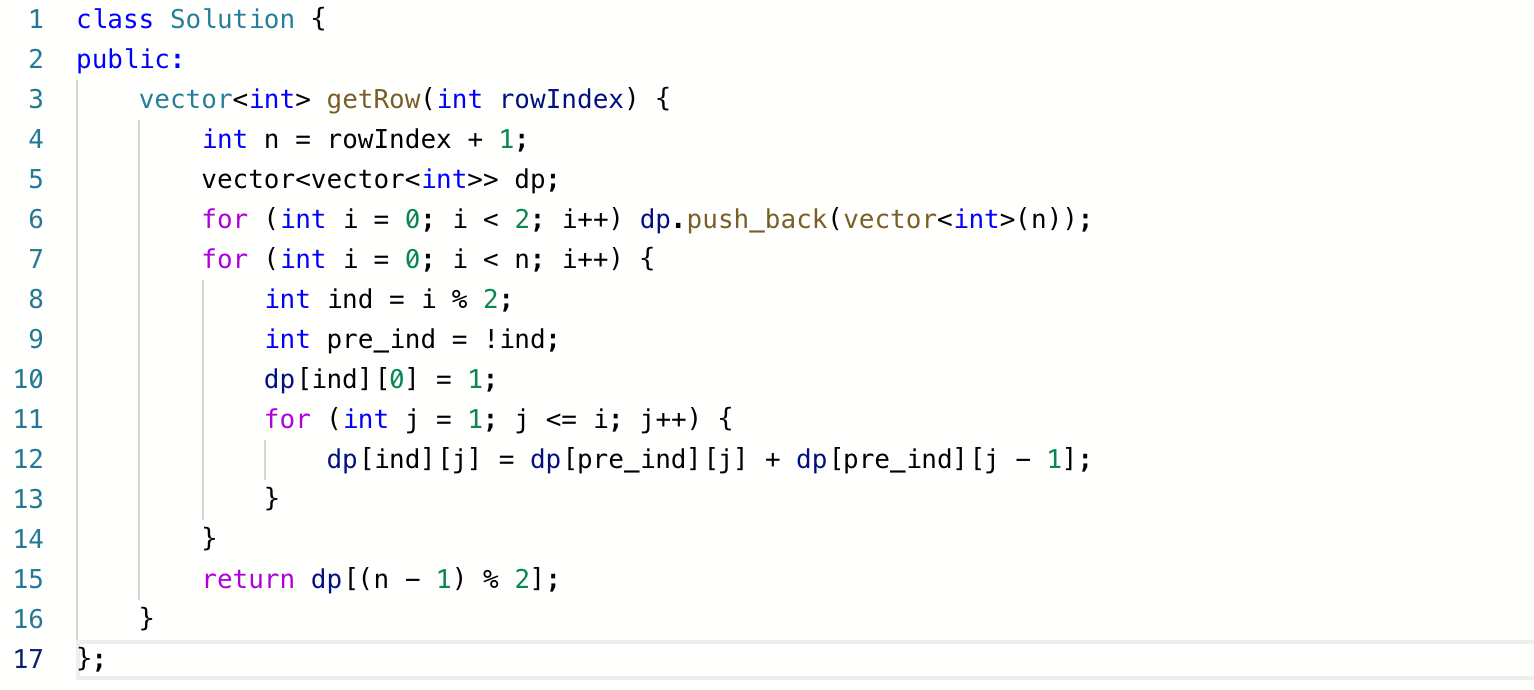 1 class Solution {
2 public:
3     vector<int> getRow(int rowIndex) {
4         int n = rowIndex + 1;
5         vector<vector<int>> dp;
6         for (int i = 0; i < 2; i++) dp.push_back(vector<int>(n));
7         for (int i = 0; i < n; i++) {
8             int ind = i % 2;
9             int pre_ind = !ind;
10             dp[ind][0] = 1;
11             for (int j = 1; j <= i; j++) {
12                 dp[ind][j] = dp[pre_ind][j] + dp[pre_ind][j - 1];
13             }
14         }
15         return dp[(n - 1) % 2];
16     }
17 };